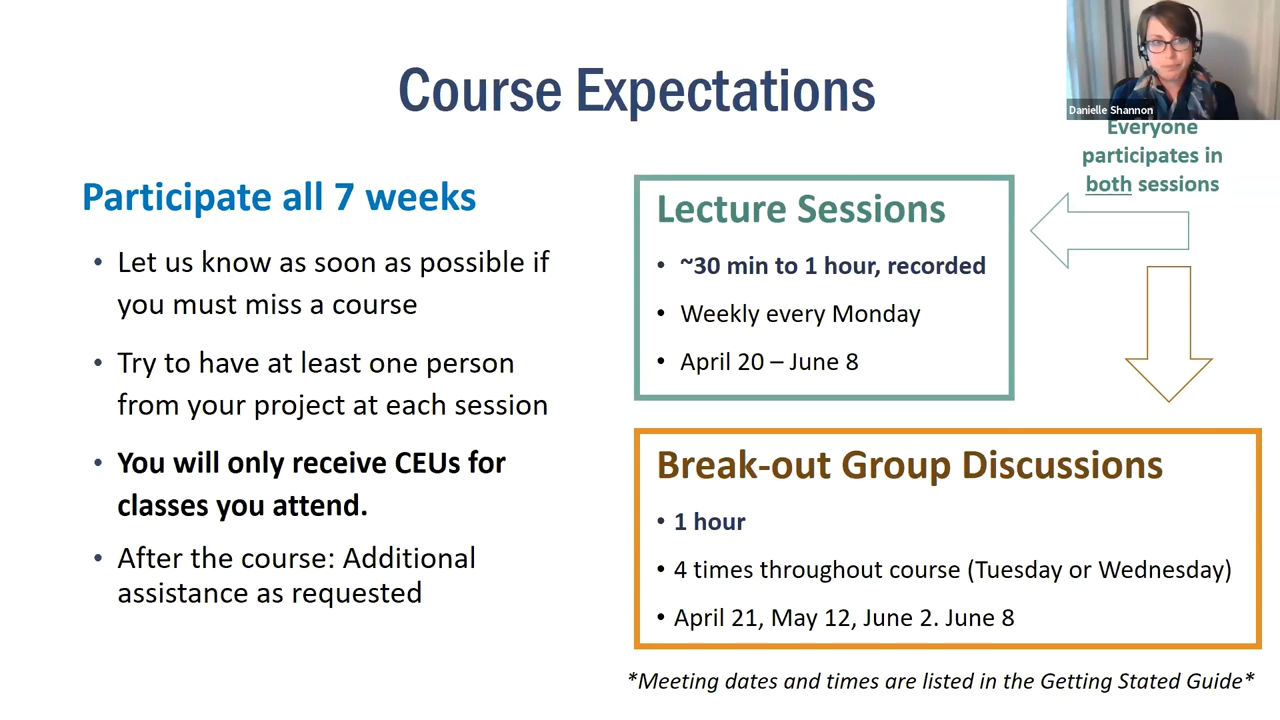 Course Expectations
Danielle Shannon
Everyone
participates in
both sessions
Participate all 7 weeks
• Let us know as soon as possible if
you must miss a course
• Try to have at least one person
from your project at each session
• You will only receive CEUs for
classes you attend.
• After the course: Additional
assistance as requested
Lecture Sessions
• ~30 min to 1 hour, recorded
• Weekly every Monday
• April 20 – June 8
Break-out Group Discussions
• 1 hour
• 4 times throughout course (Tuesday or Wednesday)
• April 21, May 12, June 2. June 8
*Meeting dates and times are listed in the Getting Stated Guide*